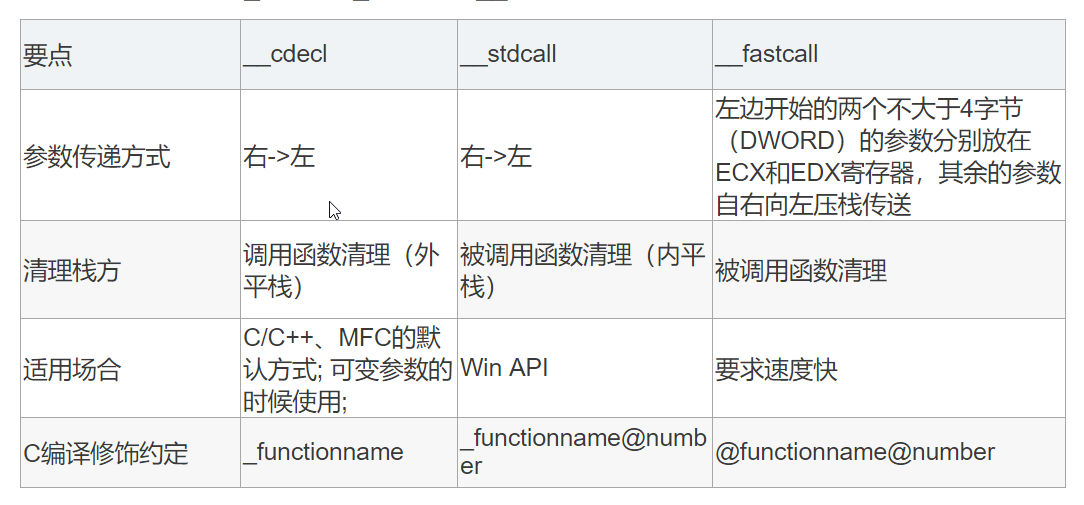 要点
__cdecl
__stdcall
__fastcall
参数传递方式
右->左
右->左
左边开始的两个不大于4字节
（DWORD）的参数分别放在
ECX和EDX寄存器，其余的参数
自右向左压栈传送
清理栈方
调用函数清理（外
平栈）
被调用函数清理（内平
栈）
被调用函数清理
适用场合
C/C++、MFC的默
认方式; 可变参数的
时候使用;
Win API
要求速度快
C编译修饰约定
_functionname
_functionname@numb
er
@functionname@number